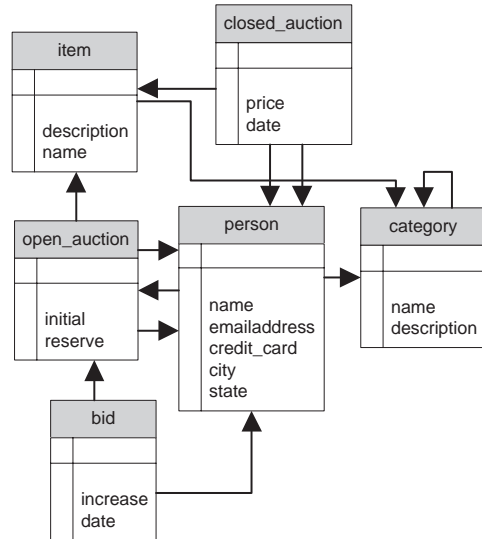 closed_auction
price
date
item
description
name
person
name
emailaddress
credit_card
city
state
category
name
description
open_auction
initial
reserve
bid
increase
date